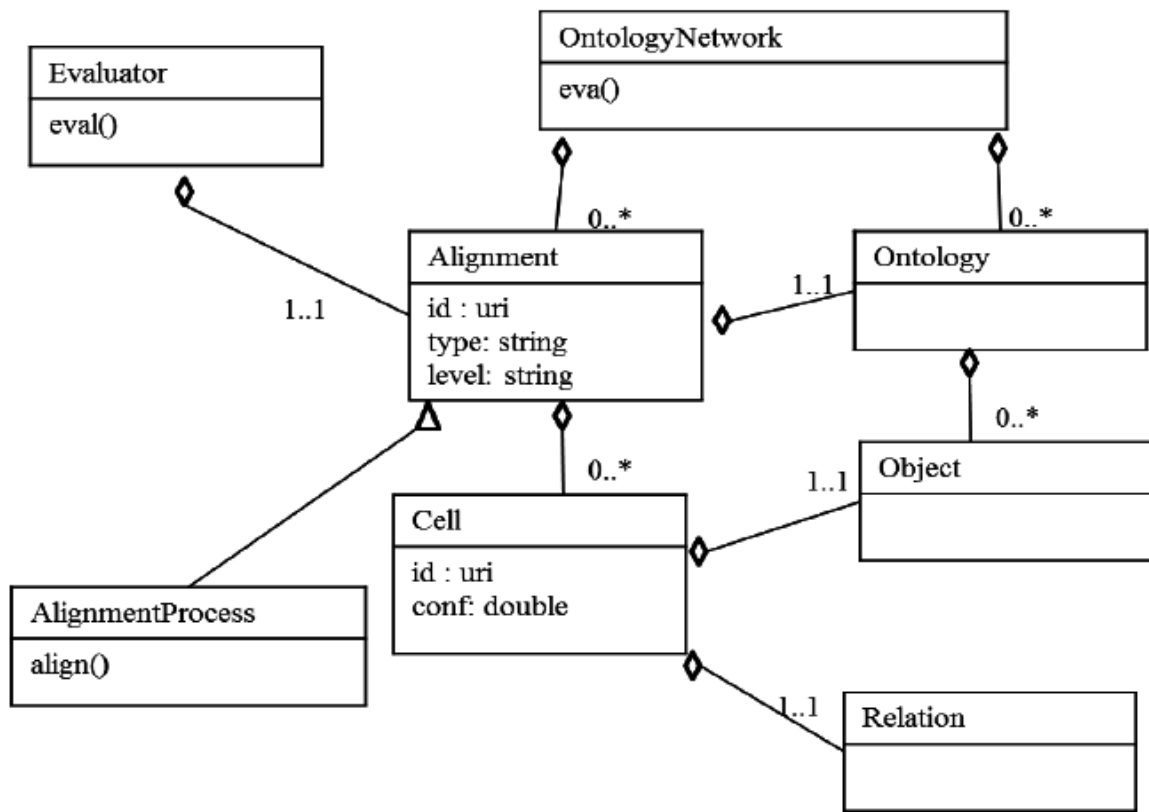 Evaluator
eval()
OntologyNetwork
eva()
0..*
0..*
Alignment
id : uri
type: string
level: string
1..1
1..1
Ontology
0..*
0..*
Object
1..1
Cell
id : uri
conf: double
AlignmentProcess
align()
1..1
Relation